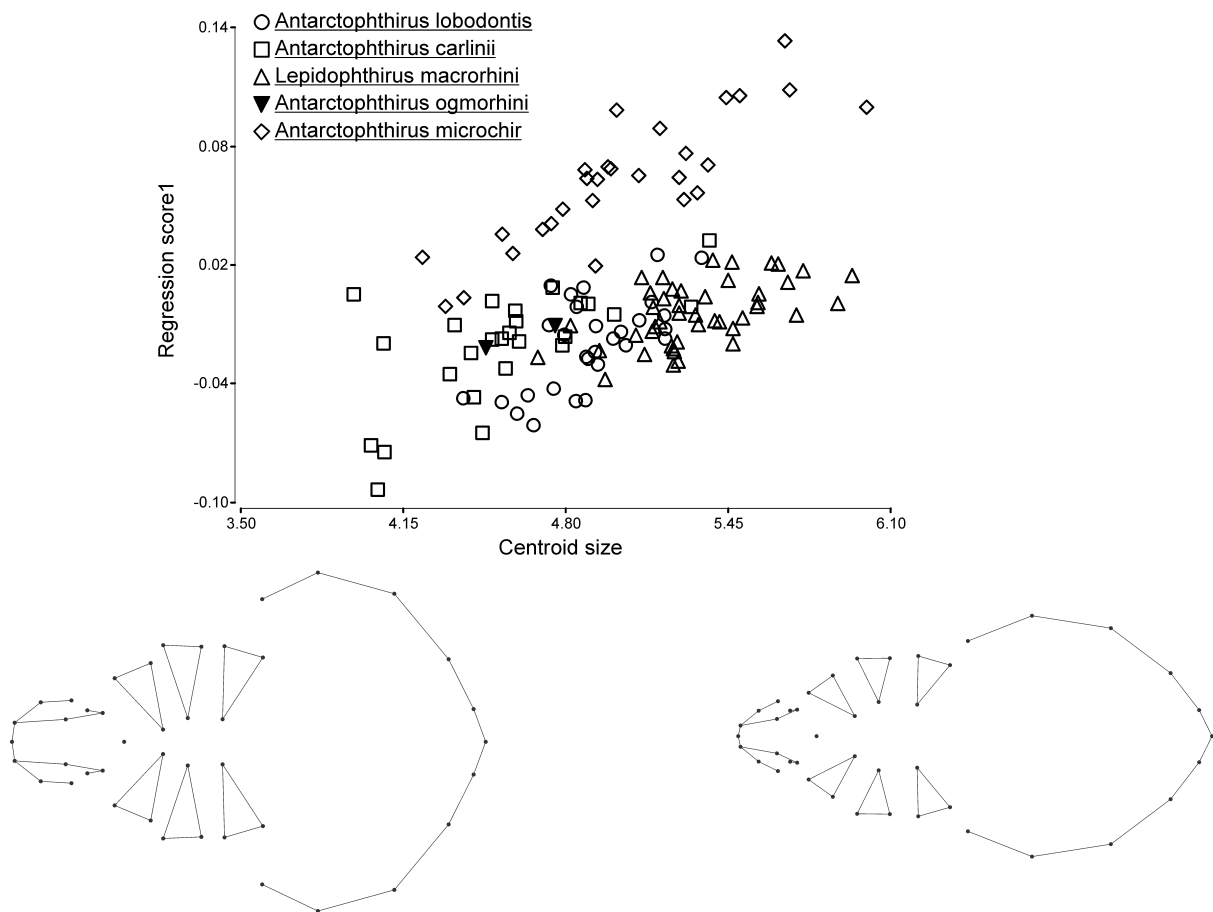 0.14
Antarctophthirus lobodontis
Antarctophthirus carlinii
Lepidophthirus macrorhini
Antarctophthirus ogmorhini
Antarctophthirus microchir
0.08
Regression score1
0.02
-0.04
-0.10
3.50 4.15 4.80 5.45 6.10
Centroid size